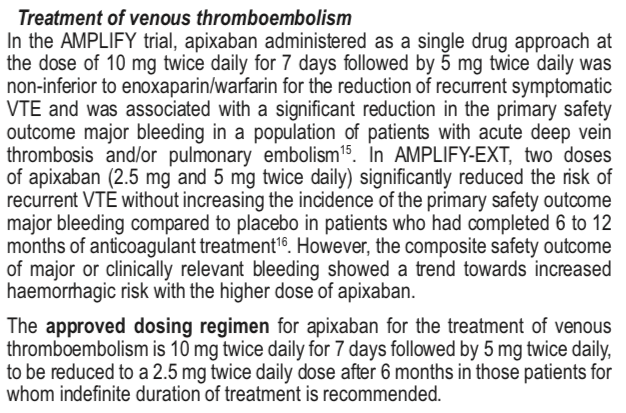 Treatment of venous thromboembolism
In the AMPLIFY trial, apixaban administered as a single drug approach at
the dose of 10 mg twice daily for 7 days followed by 5 mg twice daily was
non-inferior to enoxaparin/warfarin for the reduction of recurrent symptomatic
VTE and was associated with a significant reduction in the primary safety
outcome major bleeding in a population of patients with acute deep vein
thrombosis and/or pulmonary embolism¹⁵. In AMPLIFY-EXT, two doses
of apixaban (2.5 mg and 5 mg twice daily) significantly reduced the risk of
recurrent VTE without increasing the incidence of the primary safety outcome
major bleeding compared to placebo in patients who had completed 6 to 12
months of anticoagulant treatment¹⁶. However, the composite safety outcome
of major or clinically relevant bleeding showed a trend towards increased
haemorrhagic risk with the higher dose of apixaban.
The approved dosing regimen for apixaban for the treatment of venous
thromboembolism is 10 mg twice daily for 7 days followed by 5 mg twice daily,
to be reduced to a 2.5 mg twice daily dose after 6 months in those patients for
whom indefinite duration of treatment is recommended.